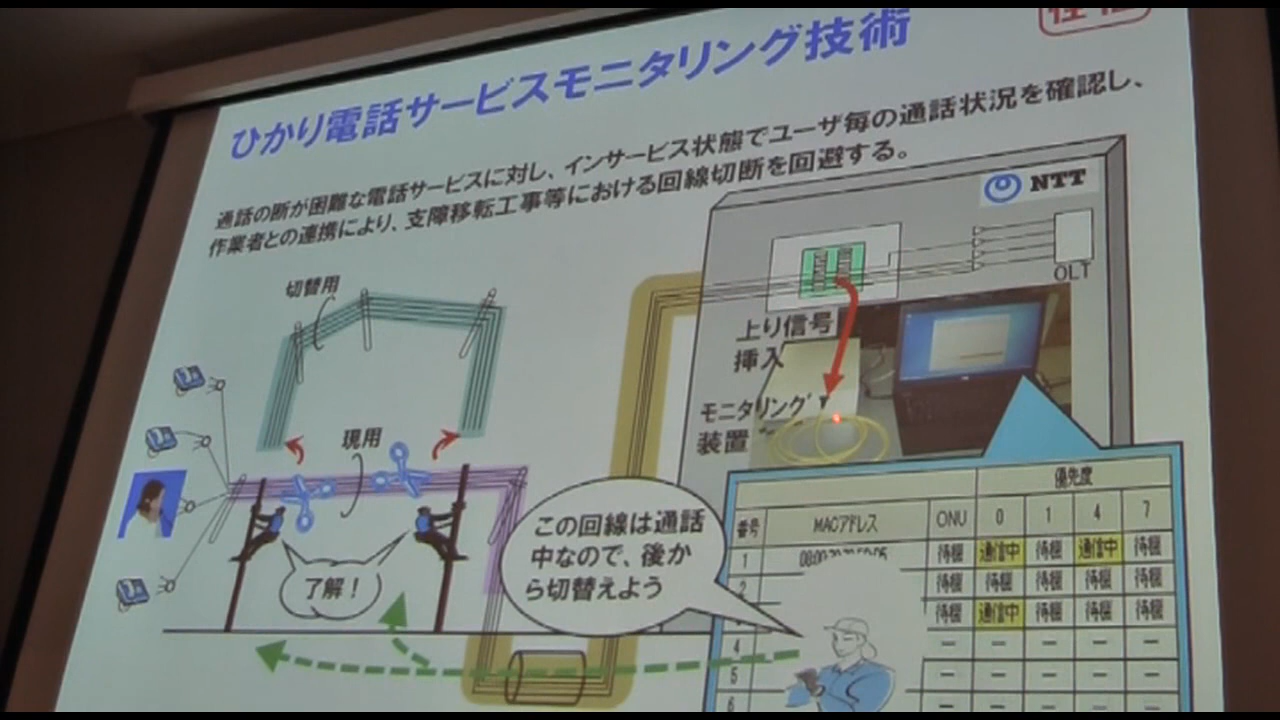 ひかり電話サービスモニタリング技術
通話の断が困難な電話サービスに対し、インサービス状態でユーザ毎の通話状況を確認し、
作業者との連携により、支障移転工事等における回線切断を回避する。
NTT
OLT
切替用
上り信号
挿入
モニタリング
装置
現用
この回線は通話
中なので、後か
ら切替えよう
了解！
優先度
番号 MACアドレス ONU 0 1 4 7
1 待機 通信中 待機 通信中 待機
2 待機 待機 待機 待機 待機
待機 通信中 待機 待機 待機
4 － － － － －
5 － － － － －
6 － － － － －